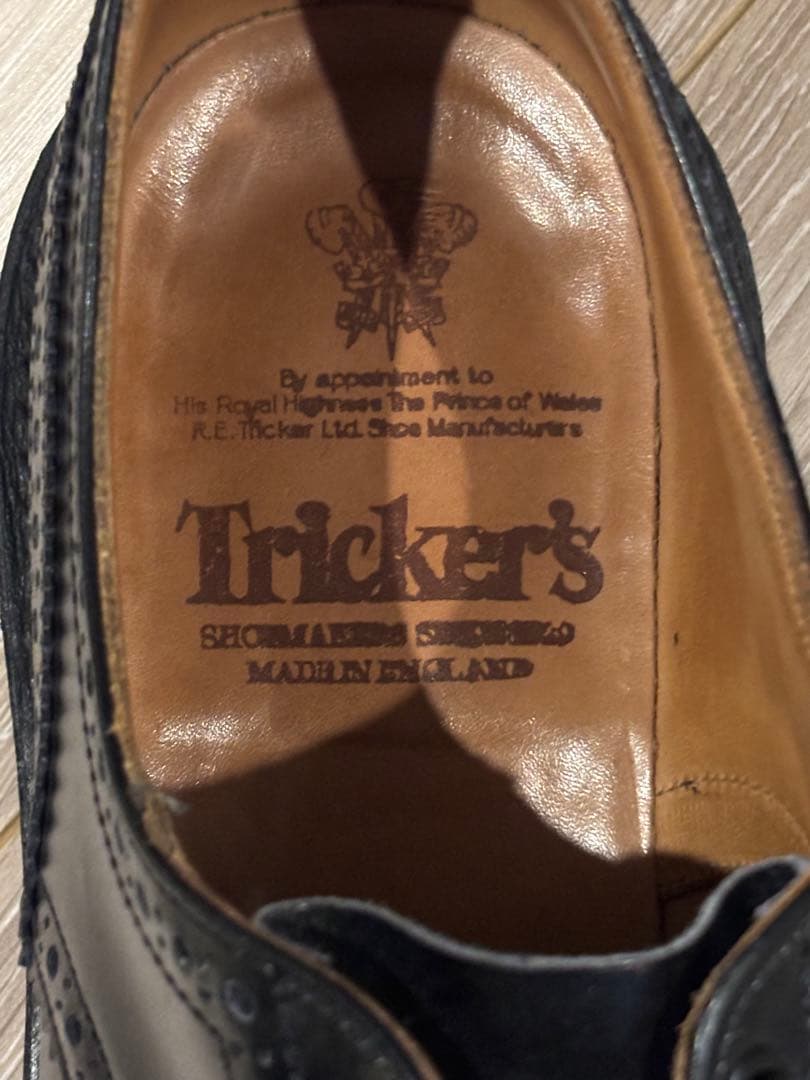 By appointment to
His Royal Highness The Prince of Wales
R.E.Tricker Ltd. Shoe Manufacturers
Tricker's
SHOEMAKERS
MADE IN ENGLAND